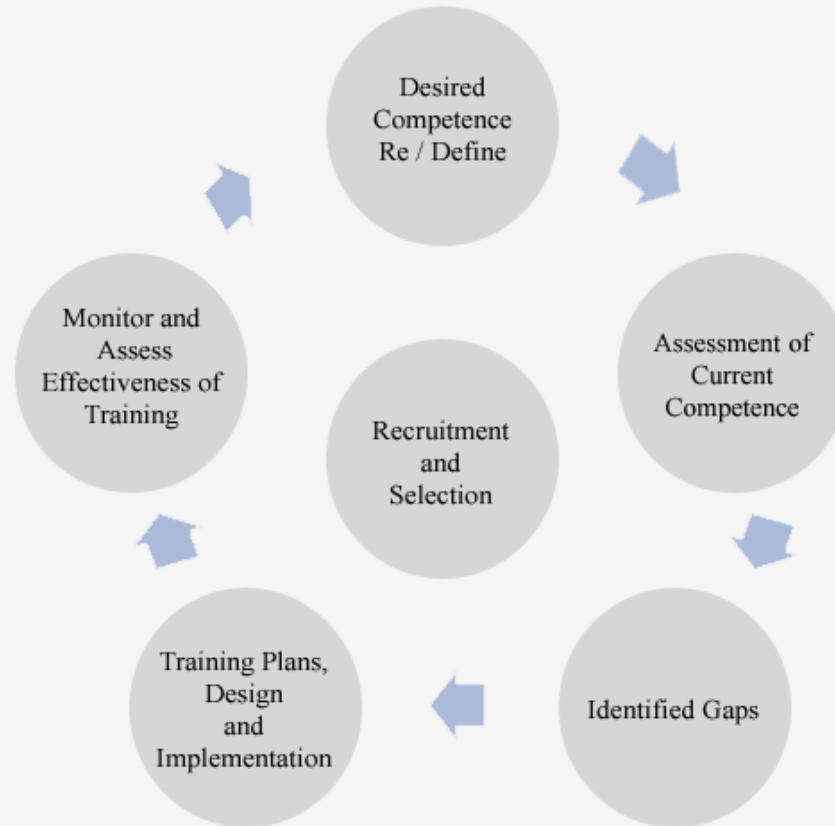 Desired
Competence
Re / Define
Assessment of
Current
Competence
Identified Gaps
Training Plans,
Design
and
Implementation
Monitor and
Assess
Effectiveness of
Training
Recruitment
and
Selection